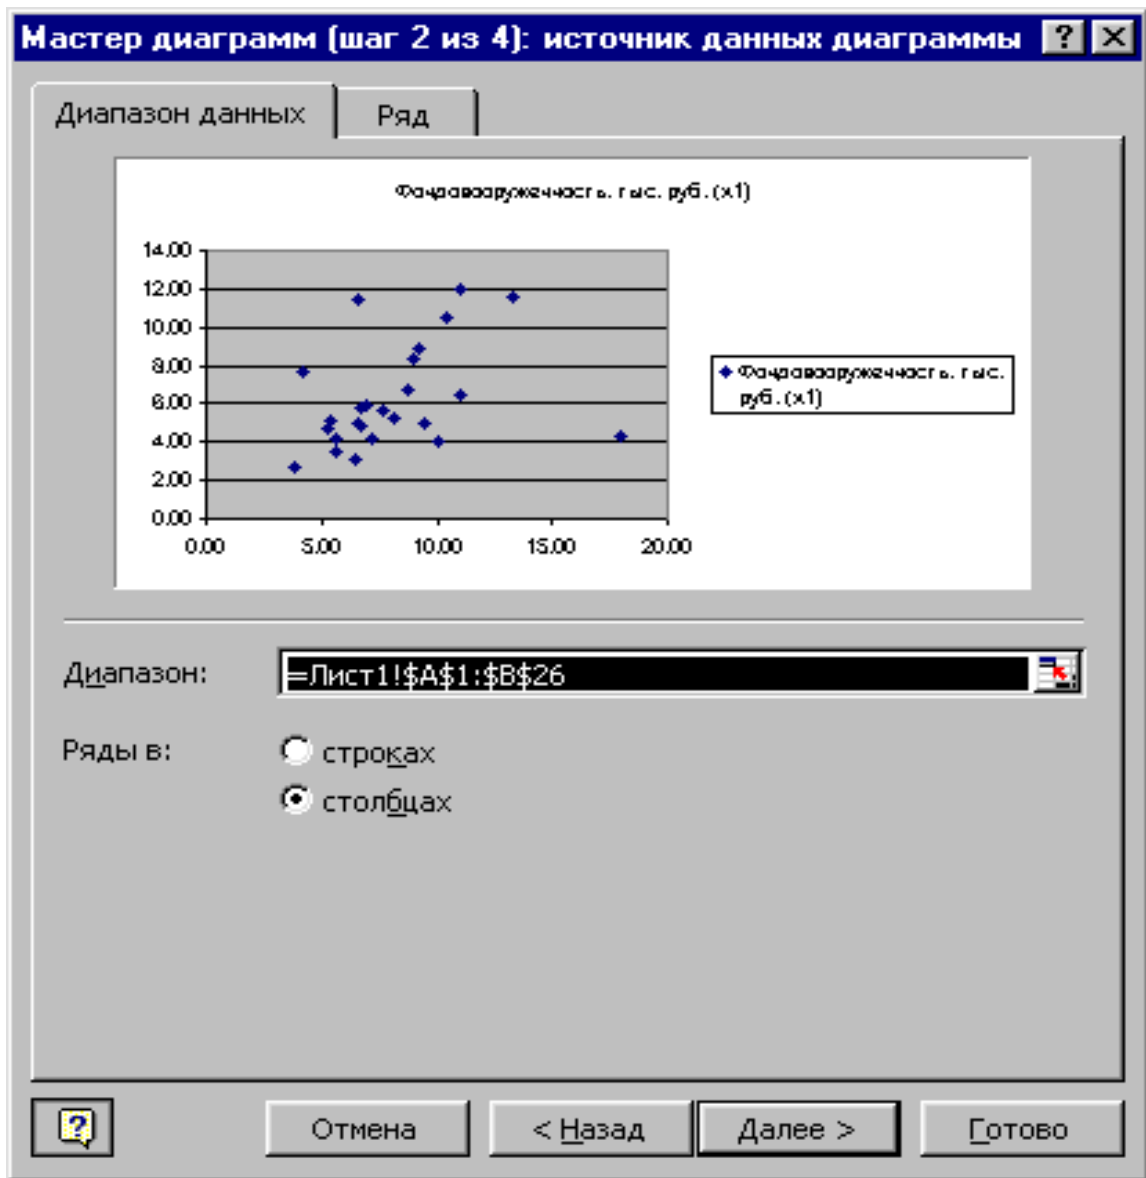 Мастер диаграмм (шаг 2 из 4): источник данных диаграммы
Диапазон данных
Ряд
Фондовооруженность, тыс. руб. (x1)
14.00
12.00
10.00
8.00
6.00
4.00
2.00
0.00
0.00 5.00 10.00 15.00 20.00
Фондовооруженность, тыс.
руб. (x1)
Диапазон:
=Лист1!$A$1:$B$26
Ряды в:
строках
столбцах
Отмена
< Назад
Далее >
Готово